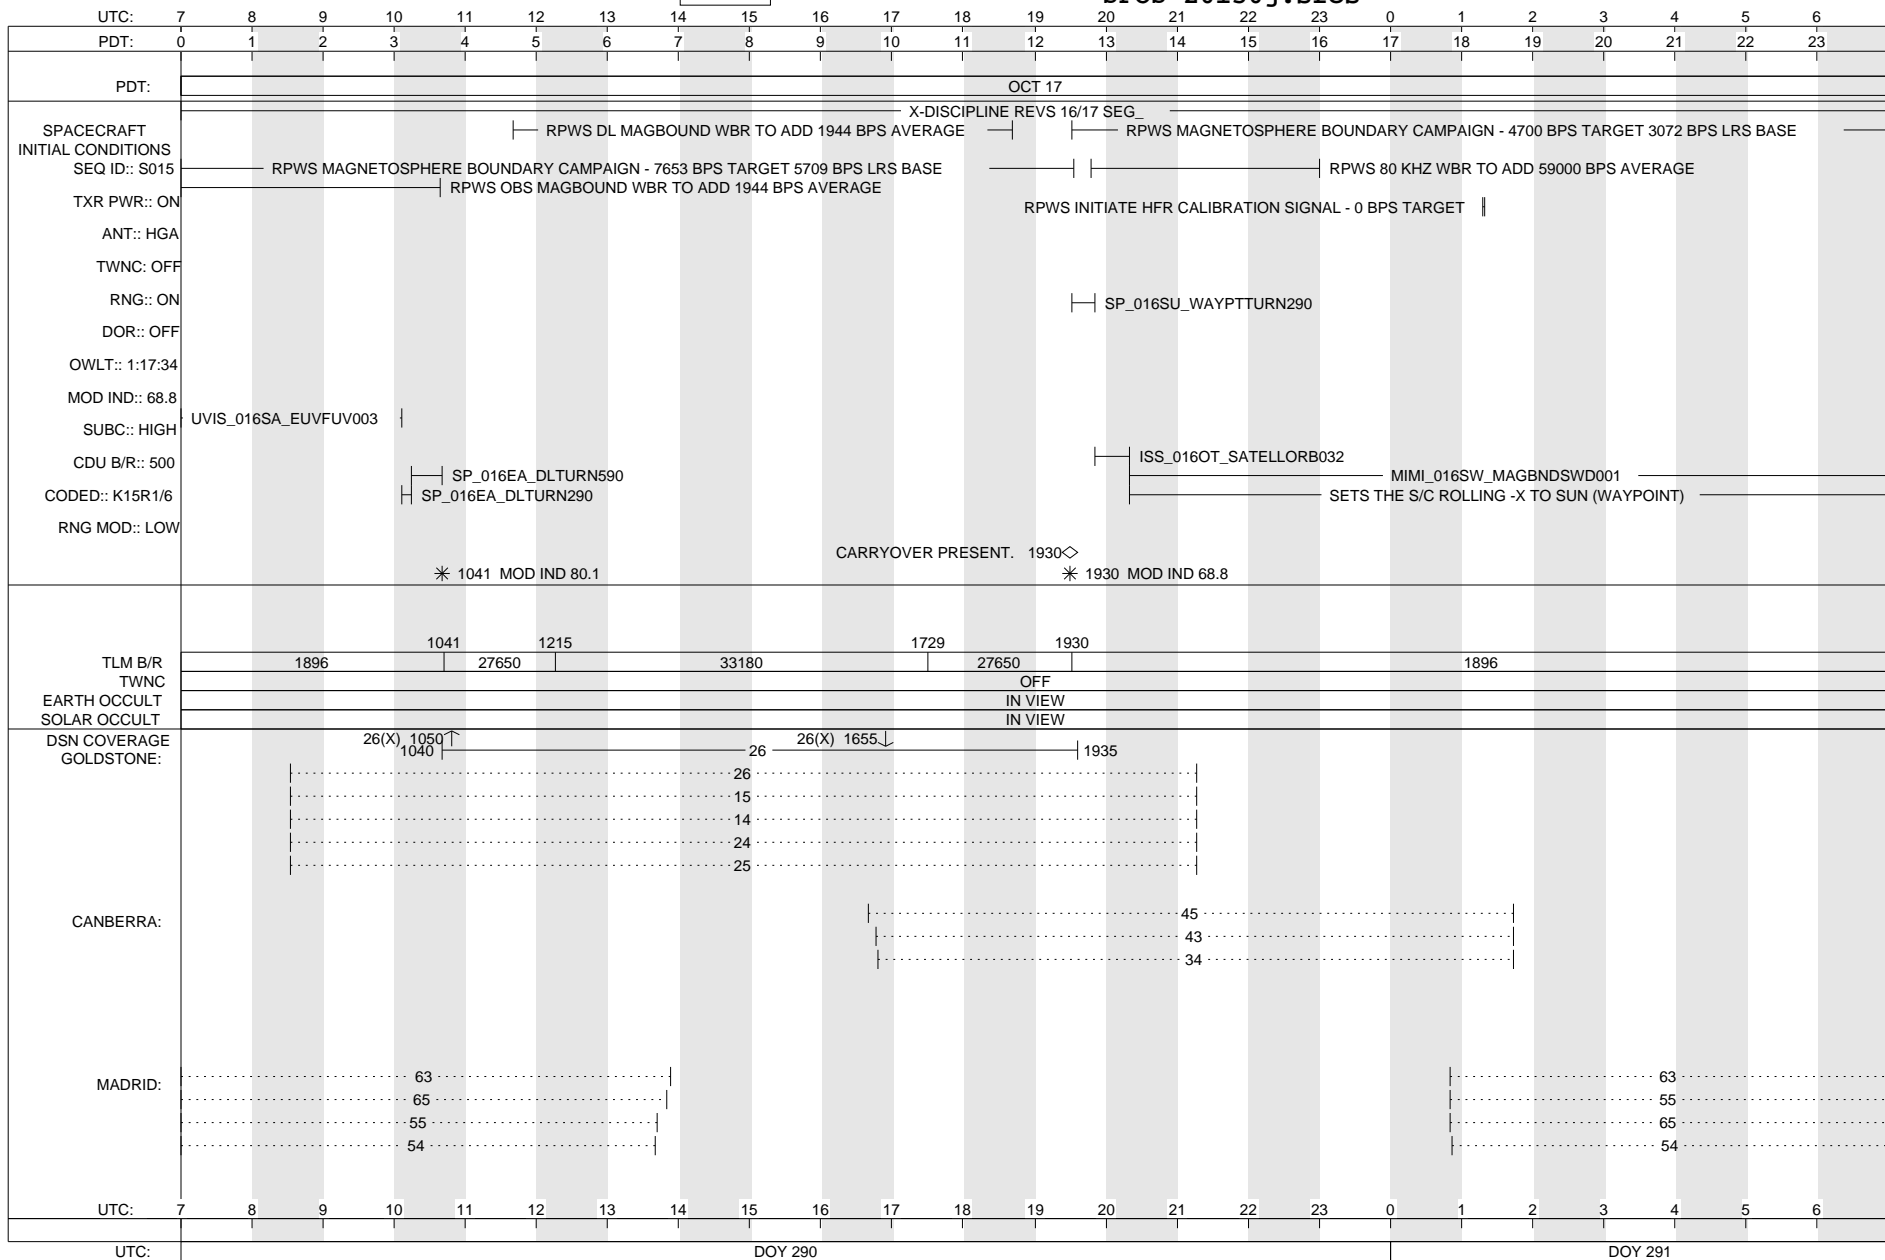 UTC: 7 8 9 10 11 12 13 14 15 16 17 18 19 20 21 22 23 0 1 2 3 4 5 6
PDT: 0 1 2 3 4 5 6 7 8 9 10 11 12 13 14 15 16 17 18 19 20 21 22 23
PDT: OCT 17
X-DISCIPLINE REVS 16/17 SEG_
SPACECRAFT
INITIAL CONDITIONS
RPWS DL MAGBOUND WBR TO ADD 1944 BPS AVERAGE
RPWS MAGNETOSPHERE BOUNDARY CAMPAIGN - 4700 BPS TARGET 3072 BPS LRS BASE
SEQ ID:: S015
RPWS MAGNETOSPHERE BOUNDARY CAMPAIGN - 7653 BPS TARGET 5709 BPS LRS BASE
RPWS 80 KHZ WBR TO ADD 59000 BPS AVERAGE
RPWS OBS MAGBOUND WBR TO ADD 1944 BPS AVERAGE
TXR PWR:: ON
RPWS INITIATE HFR CALIBRATION SIGNAL - 0 BPS TARGET
ANT:: HGA
TWNC: OFF
RNG:: ON
SP_016SU_WAYPTTURN290
DOR:: OFF
OWLT:: 1:17:34
MOD IND:: 68.8
UVIS_016SA_EUVFUV003
SUBC:: HIGH
ISS_016OT_SATELLORB032
CDU B/R:: 500
SP_016EA_DLTURN590
MIMI_016SW_MAGBNDSWD001
CODED:: K15R1/6
SP_016EA_DLTURN290
SETS THE S/C ROLLING -X TO SUN (WAYPOINT)
RNG MOD:: LOW
CARRYOVER PRESENT. 1930
1041 MOD IND 80.1
1930 MOD IND 68.8
1041 1215 1729 1930
TLM B/R 1896 27650 33180 27650 1896
TWNC OFF
EARTH OCCULT IN VIEW
SOLAR OCCULT IN VIEW
DSN COVERAGE
26(X) 1050
26(X) 1655
GOLDSTONE:
1040 26 1935
26
15
14
24
25
CANBERRA:
45
43
34
MADRID:
63 63
65 55
55 65
54 54
UTC: 7 8 9 10 11 12 13 14 15 16 17 18 19 20 21 22 23 0 1 2 3 4 5 6
UTC: DOY 290 DOY 291